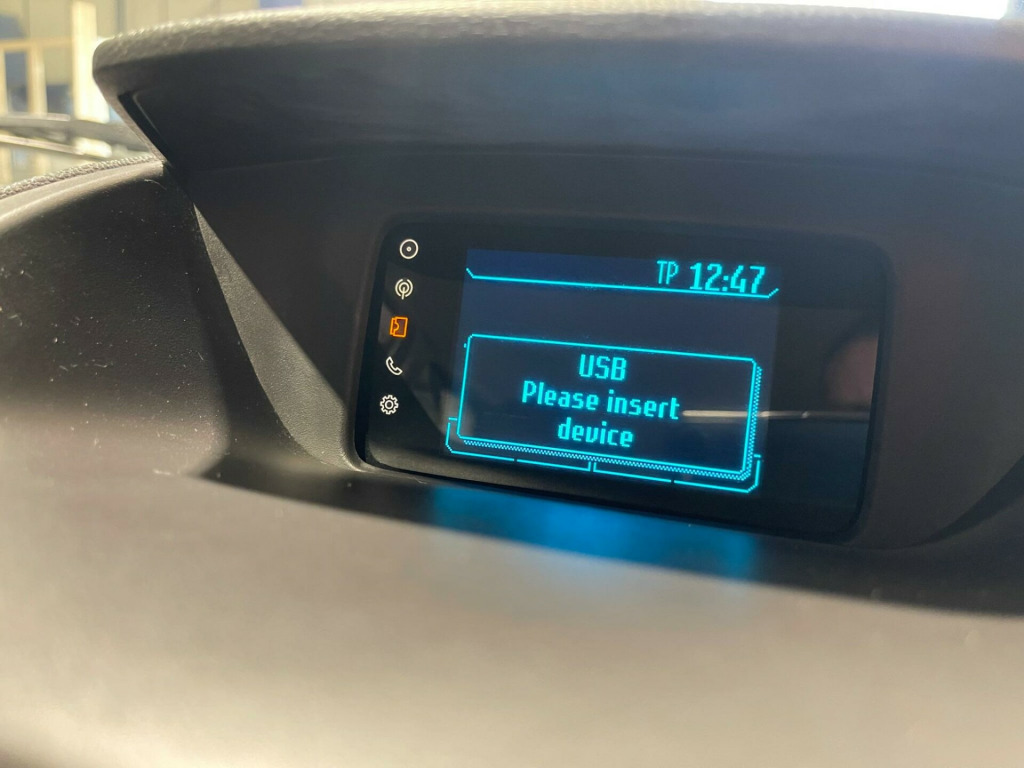 TP 12:47
USB
Please insert
device